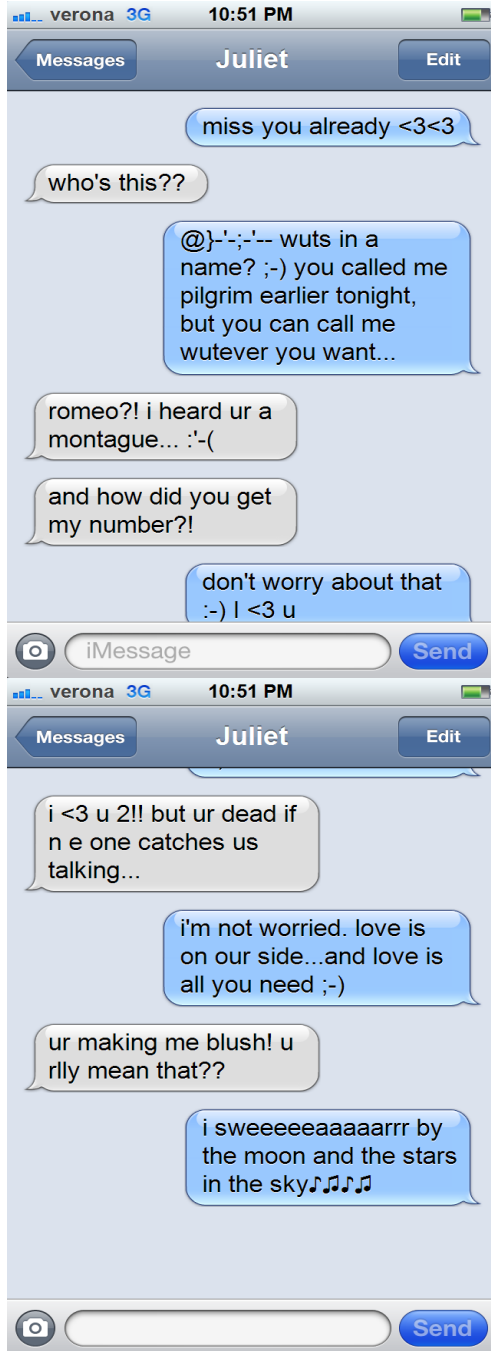 verona 3G 10:51 PM
Messages Juliet Edit
miss you already <3<3
who's this??
@}-'-;-'-- wuts in a
name? ;-) you called me
pilgrim earlier tonight,
but you can call me
wutever you want...
romeo?! i heard ur a
montague... :'-(
and how did you get
my number?!
don't worry about that
:-) I <3 u
iMessage Send
verona 3G 10:51 PM
Messages Juliet Edit
i <3 u 2!! but ur dead if
n e one catches us
talking...
i'm not worried. love is
on our side...and love is
all you need ;-)
ur making me blush! u
rlly mean that??
i sweeeeeaaaaarrr by
the moon and the stars
in the sky♪♫♪♫
Send